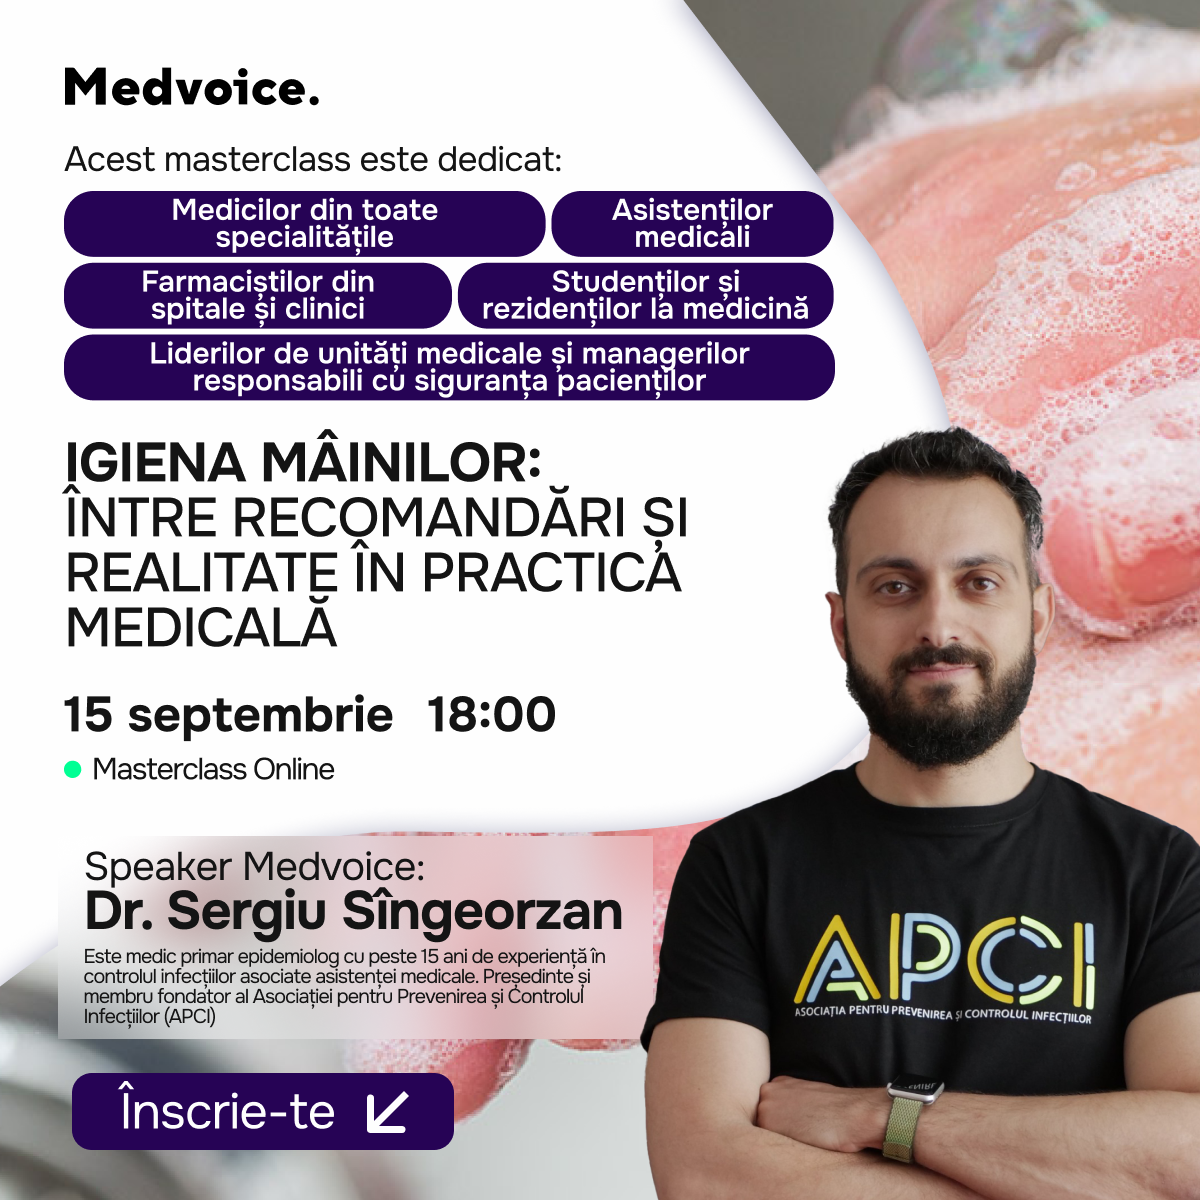 Medvoice.
Acest masterclass este dedicat:
Medicilor din toate
specialitățile
Asistenților
medicali
Farmaciștilor din
spitale și clinici
Studenților și
rezidenților la medicină
Liderilor de unități medicale și managerilor
responsabili cu siguranța pacienților
IGIENA MÂINILOR:
ÎNTRE RECOMANDĂRI ȘI
REALITATE ÎN PRACTICA
MEDICALĂ
15 septembrie 18:00
Masterclass Online
Speaker Medvoice:
Dr. Sergiu Sîngeorzan
Este medic primar epidemiolog cu peste 15 ani de experiență în
controlul infecțiilor asociate asistenței medicale. Președinte și
membru fondator al Asociației pentru Prevenirea și Controlul
Infecțiilor (APCI)
APCI
ASOCIAȚIA PENTRU PREVENIREA ȘI CONTROLUL INFECȚIILOR
Înscrie-te